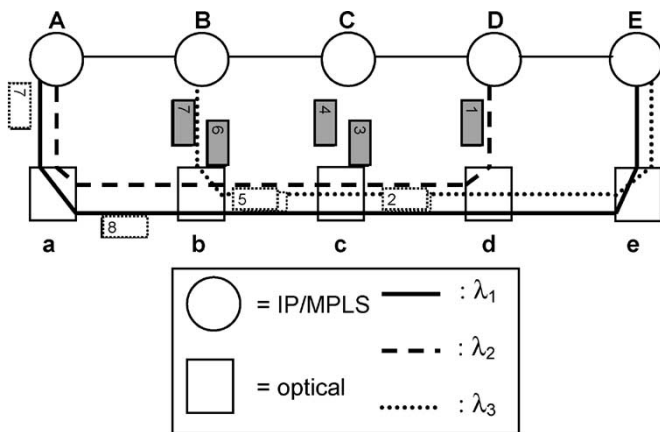 A B C D E
7
7 6 4 3 1
5 2
8
a b c d e
= IP/MPLS : λ1
: λ2
= optical : λ3